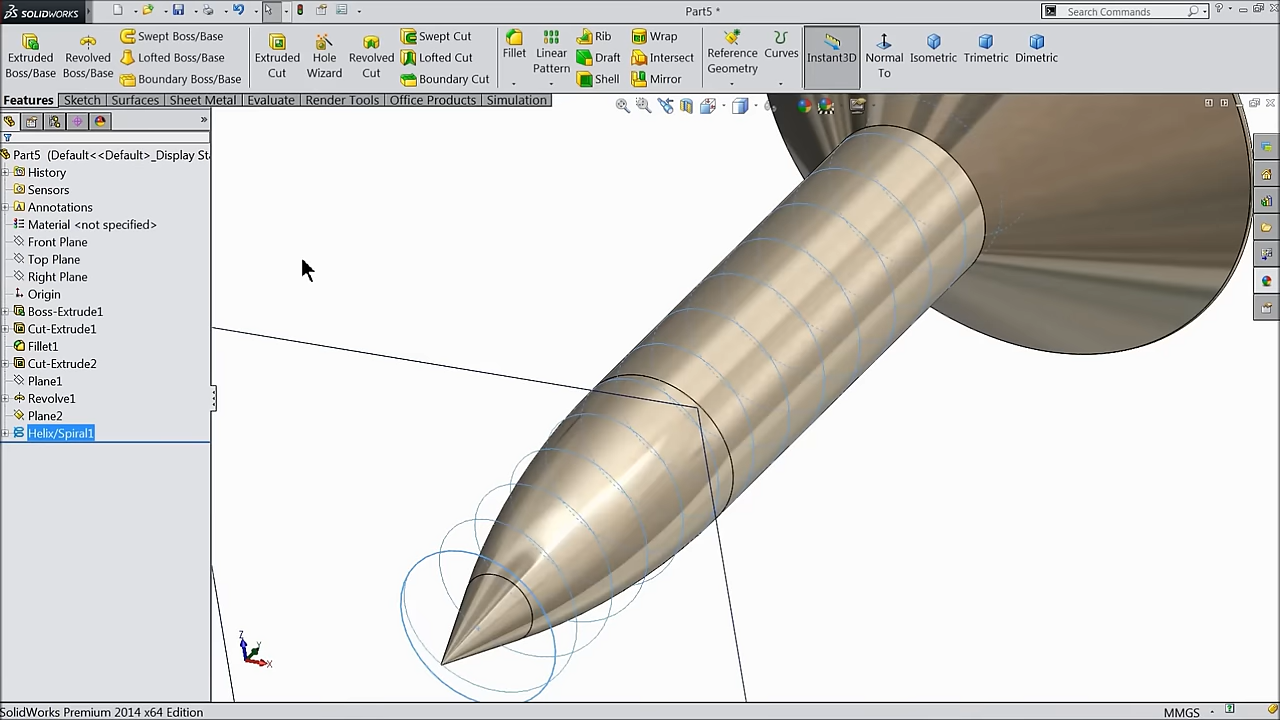 SOLIDWORKS
Part5 *
Search Commands
Extruded Boss/Base
Revolved Boss/Base
Swept Boss/Base
Lofted Boss/Base
Boundary Boss/Base
Extruded Cut
Hole Wizard
Revolved Cut
Swept Cut
Lofted Cut
Boundary Cut
Fillet
Linear Pattern
Rib
Draft
Shell
Wrap
Intersect
Mirror
Reference Geometry
Curves
Instant3D
Normal To
Isometric
Trimetric
Dimetric
Features
Sketch
Surfaces
Sheet Metal
Evaluate
Render Tools
Office Products
Simulation
Part5 (Default<<Default>_Display St
History
Sensors
Annotations
Material <not specified>
Front Plane
Top Plane
Right Plane
Origin
Boss-Extrude1
Cut-Extrude1
Fillet1
Cut-Extrude2
Plane1
Revolve1
Plane2
Helix/Spiral1
Z
Y
X
SolidWorks Premium 2014 x64 Edition
MMGS